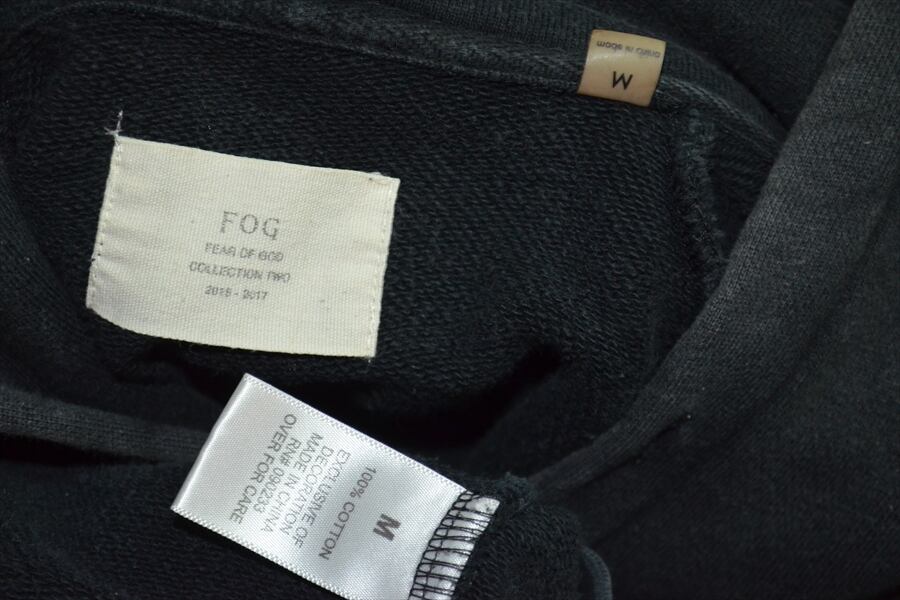 FOG
FEAR OF GOD
COLLECTION TWO
2016 - 2017
made in china
M
M
100% COTTON
EXCLUSIVE OF
DECORATION
MADE IN CHINA
RN# 090233
OVER FOR CARE